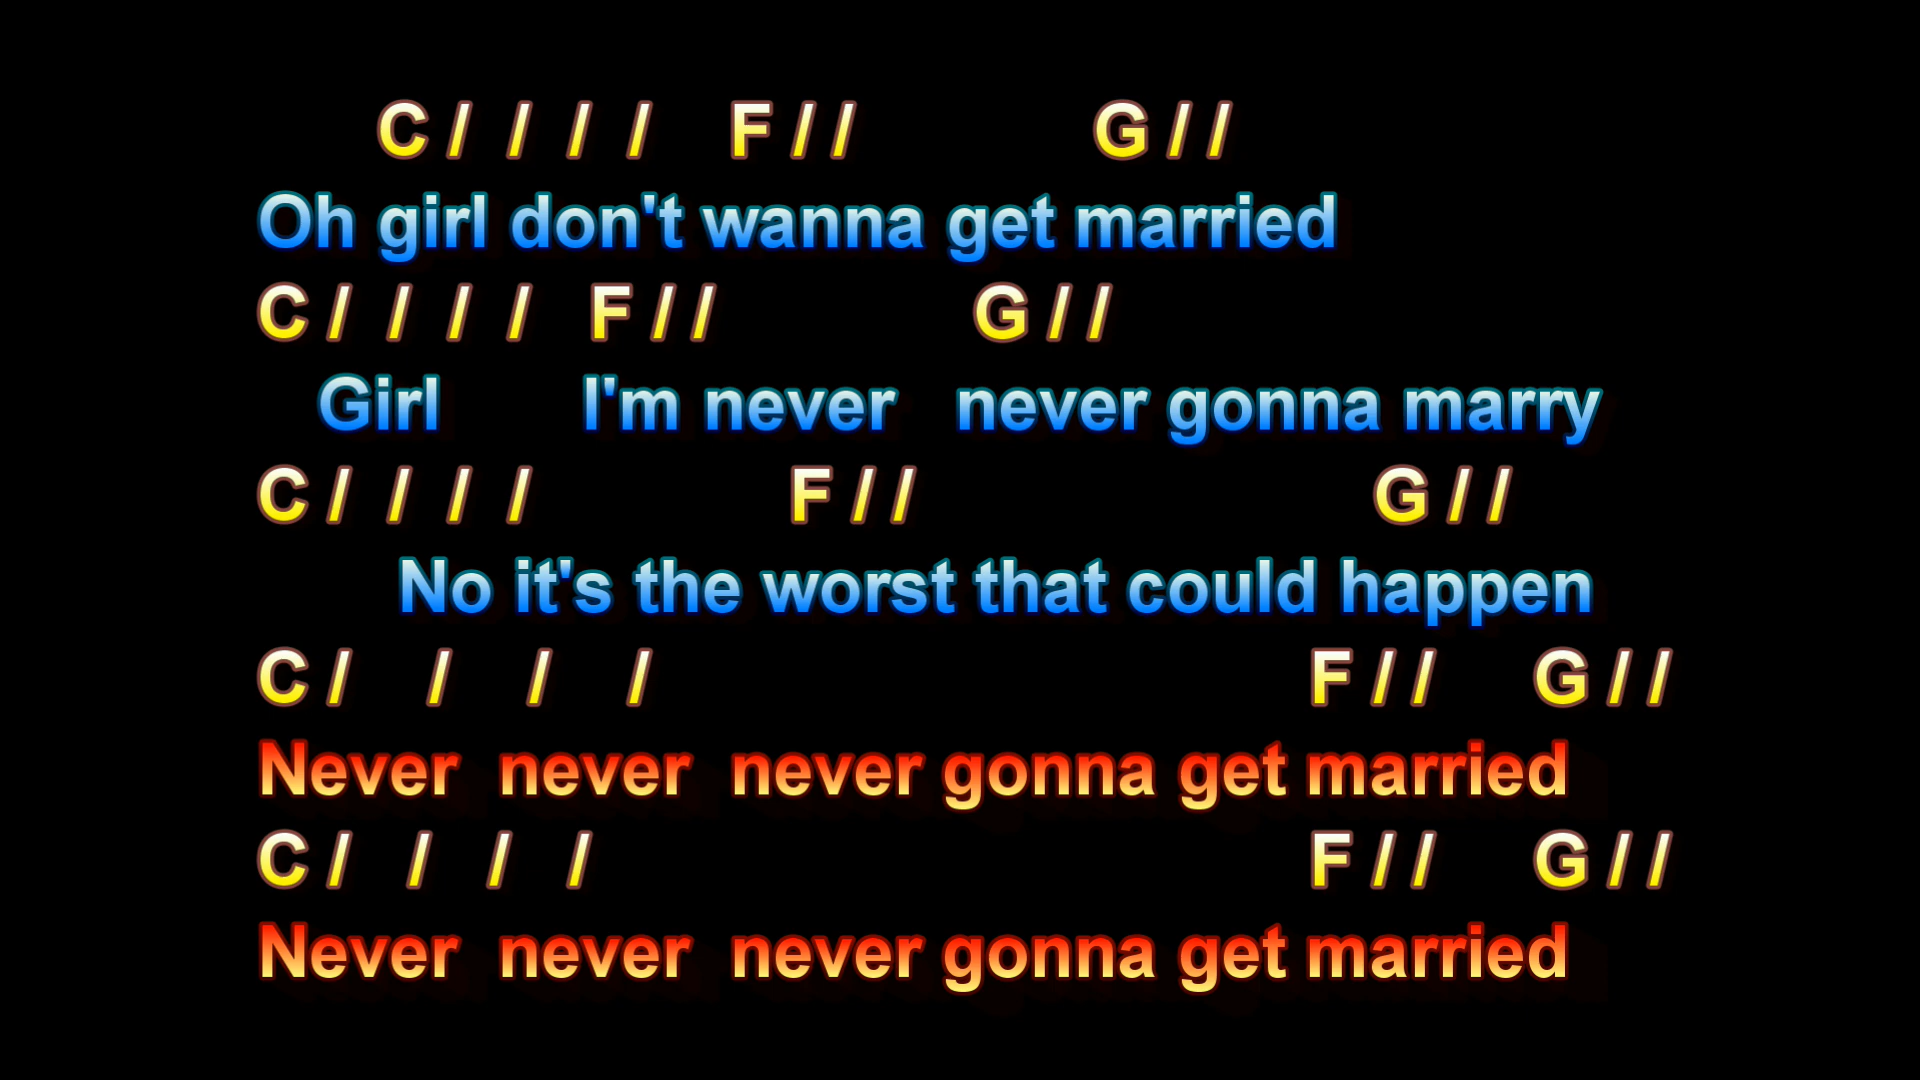 C / / / / F / / G / /
Oh girl don't wanna get married
C / / / / F / / G / /
Girl I'm never never gonna marry
C / / / / F / / G / /
No it's the worst that could happen
C / / / / F / / G / /
Never never never gonna get married
C / / / / F / / G / /
Never never never gonna get married